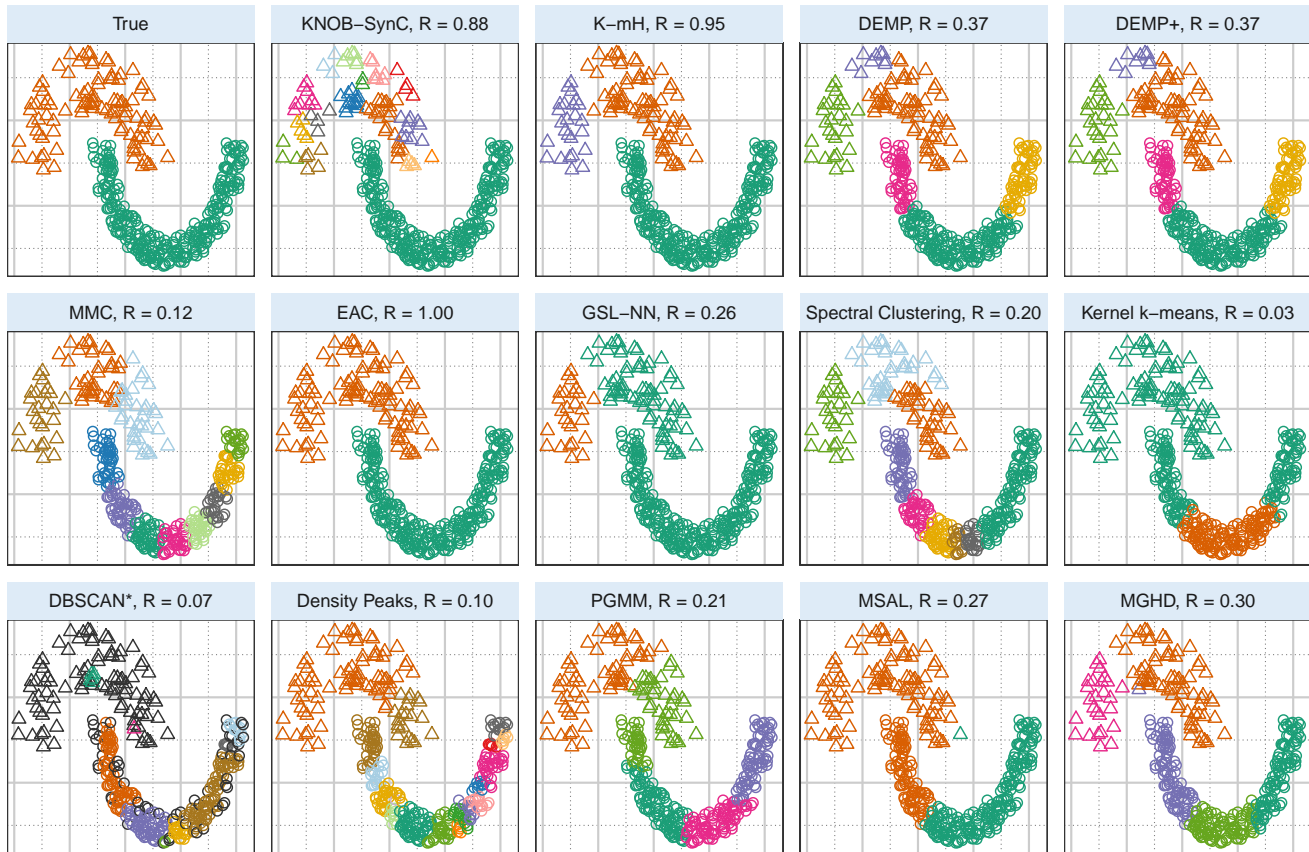 True
KNOB−SynC, R = 0.88
K−mH, R = 0.95
DEMP, R = 0.37
DEMP+, R = 0.37
MMC, R = 0.12
EAC, R = 1.00
GSL−NN, R = 0.26
Spectral Clustering, R = 0.20
Kernel k−means, R = 0.03
DBSCAN*, R = 0.07
Density Peaks, R = 0.10
PGMM, R = 0.21
MSAL, R = 0.27
MGHD, R = 0.30